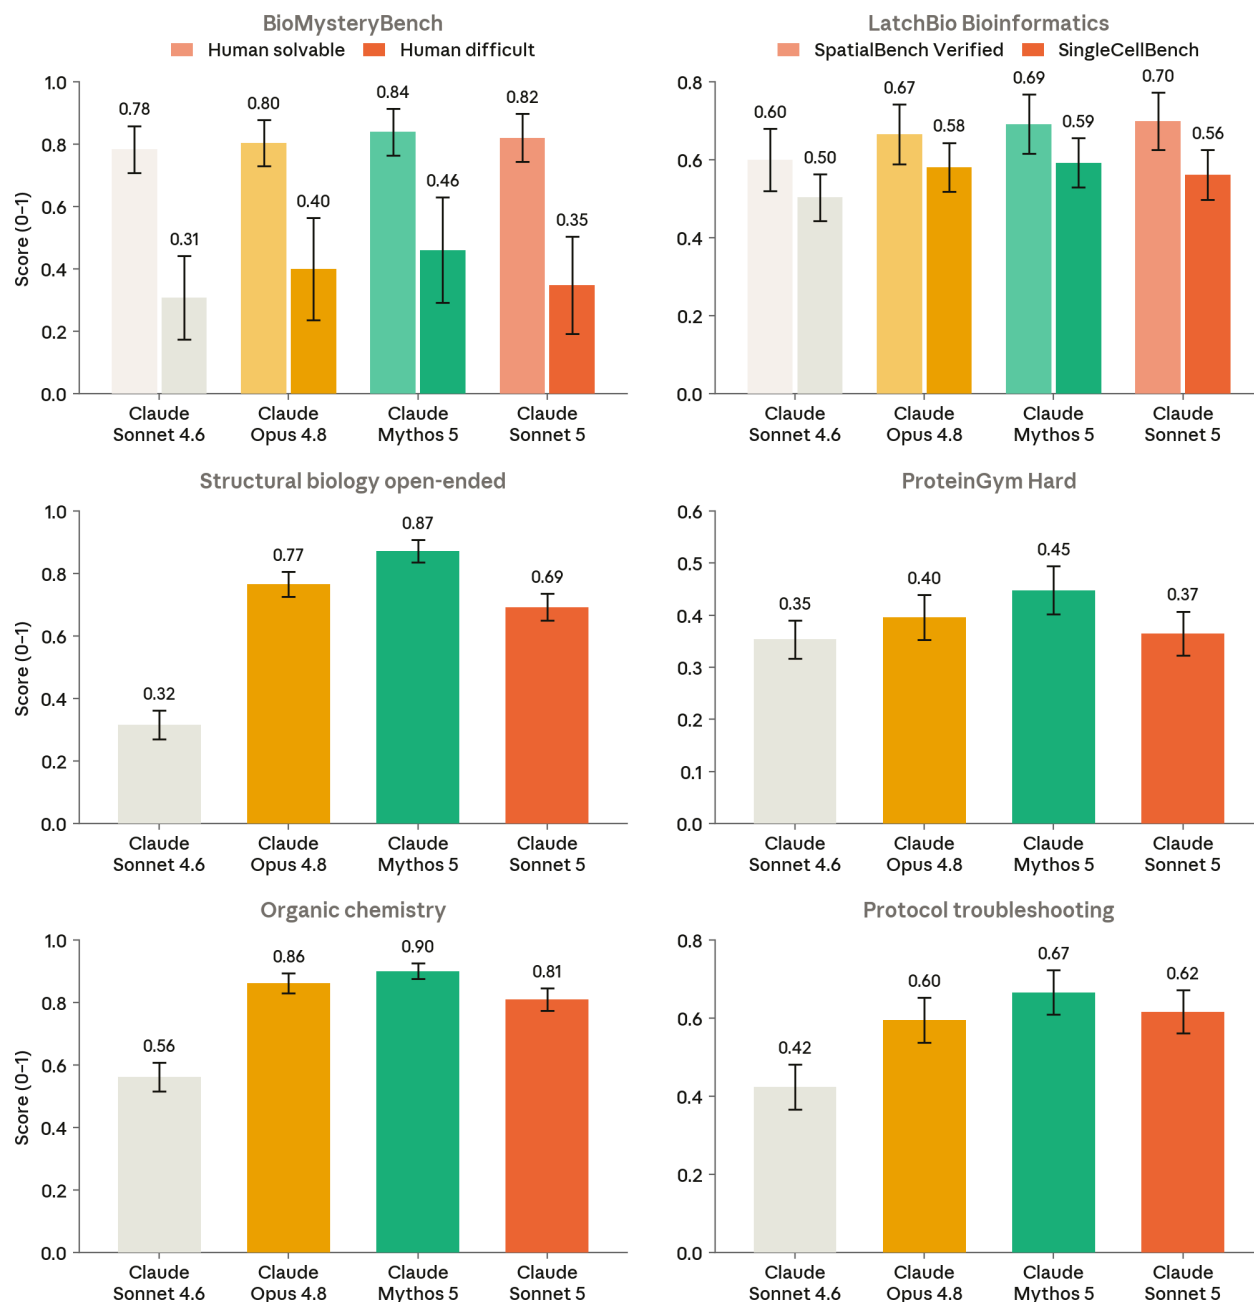 BioMysteryBench
Human solvable Human difficult
Score (0–1)
1.0
0.8
0.6
0.4
0.2
0.0
0.78
0.31
0.80
0.40
0.84
0.46
0.82
0.35
Claude
Sonnet 4.6
Claude
Opus 4.8
Claude
Mythos 5
Claude
Sonnet 5
LatchBio Bioinformatics
SpatialBench Verified SingleCellBench
0.8
0.6
0.4
0.2
0.0
0.60
0.50
0.67
0.58
0.69
0.59
0.70
0.56
Claude
Sonnet 4.6
Claude
Opus 4.8
Claude
Mythos 5
Claude
Sonnet 5
Structural biology open-ended
Score (0–1)
1.0
0.8
0.6
0.4
0.2
0.0
0.32
0.77
0.87
0.69
Claude
Sonnet 4.6
Claude
Opus 4.8
Claude
Mythos 5
Claude
Sonnet 5
ProteinGym Hard
0.6
0.5
0.4
0.3
0.2
0.1
0.0
0.35
0.40
0.45
0.37
Claude
Sonnet 4.6
Claude
Opus 4.8
Claude
Mythos 5
Claude
Sonnet 5
Organic chemistry
Score (0–1)
1.0
0.8
0.6
0.4
0.2
0.0
0.56
0.86
0.90
0.81
Claude
Sonnet 4.6
Claude
Opus 4.8
Claude
Mythos 5
Claude
Sonnet 5
Protocol troubleshooting
0.8
0.6
0.4
0.2
0.0
0.42
0.60
0.67
0.62
Claude
Sonnet 4.6
Claude
Opus 4.8
Claude
Mythos 5
Claude
Sonnet 5